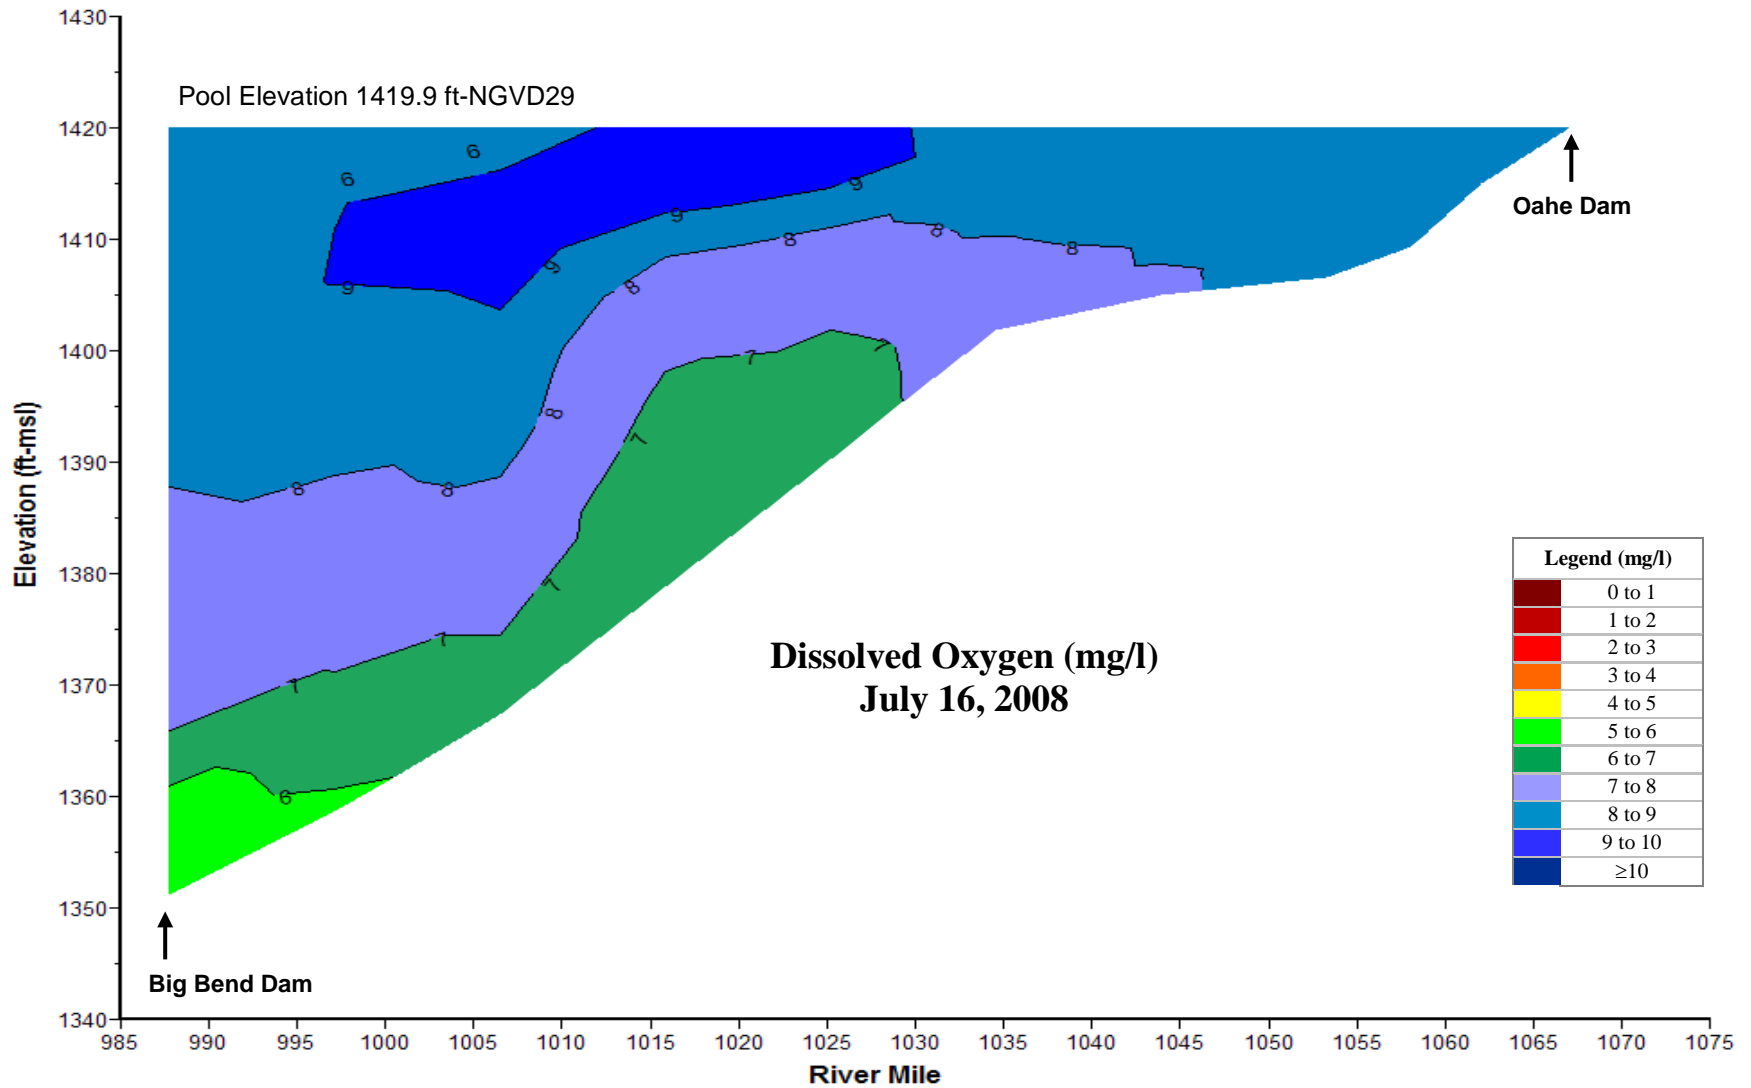 1430
Pool Elevation 1419.9 ft-NGVD29
1420
6
6
9
9
9
9
Oahe Dam
1410
8
8
8
8
1400
7
7
8
7
1390
8
8
Elevation (ft-msl)
1380
7
7
7
1370
6
1360
1350
1340
Dissolved Oxygen (mg/l)
July 16, 2008
Legend (mg/l)
0 to 1
1 to 2
2 to 3
3 to 4
4 to 5
5 to 6
6 to 7
7 to 8
8 to 9
9 to 10
≥10
Big Bend Dam
985 990 995 1000 1005 1010 1015 1020 1025 1030 1035 1040 1045 1050 1055 1060 1065 1070 1075
River Mile